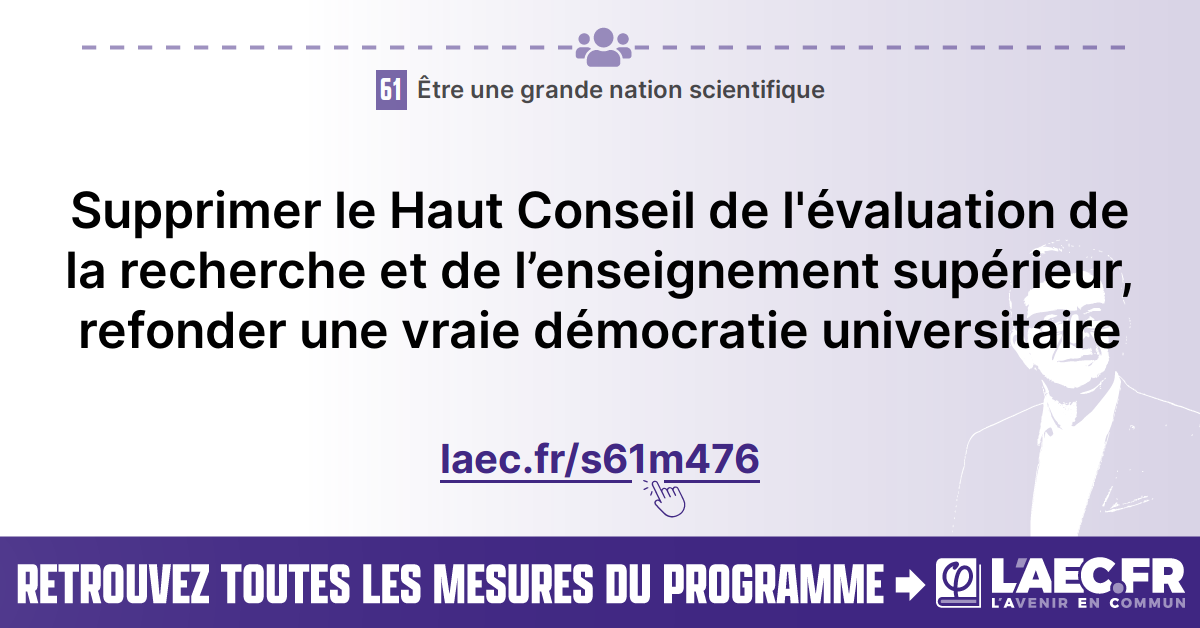 61 Être une grande nation scientifique
Supprimer le Haut Conseil de l'évaluation de
la recherche et de l’enseignement supérieur,
refonder une vraie démocratie universitaire
laec.fr/s61m476
RETROUVEZ TOUTES LES MESURES DU PROGRAMME
φ L'AEC.FR
L'AVENIR EN COMMUN